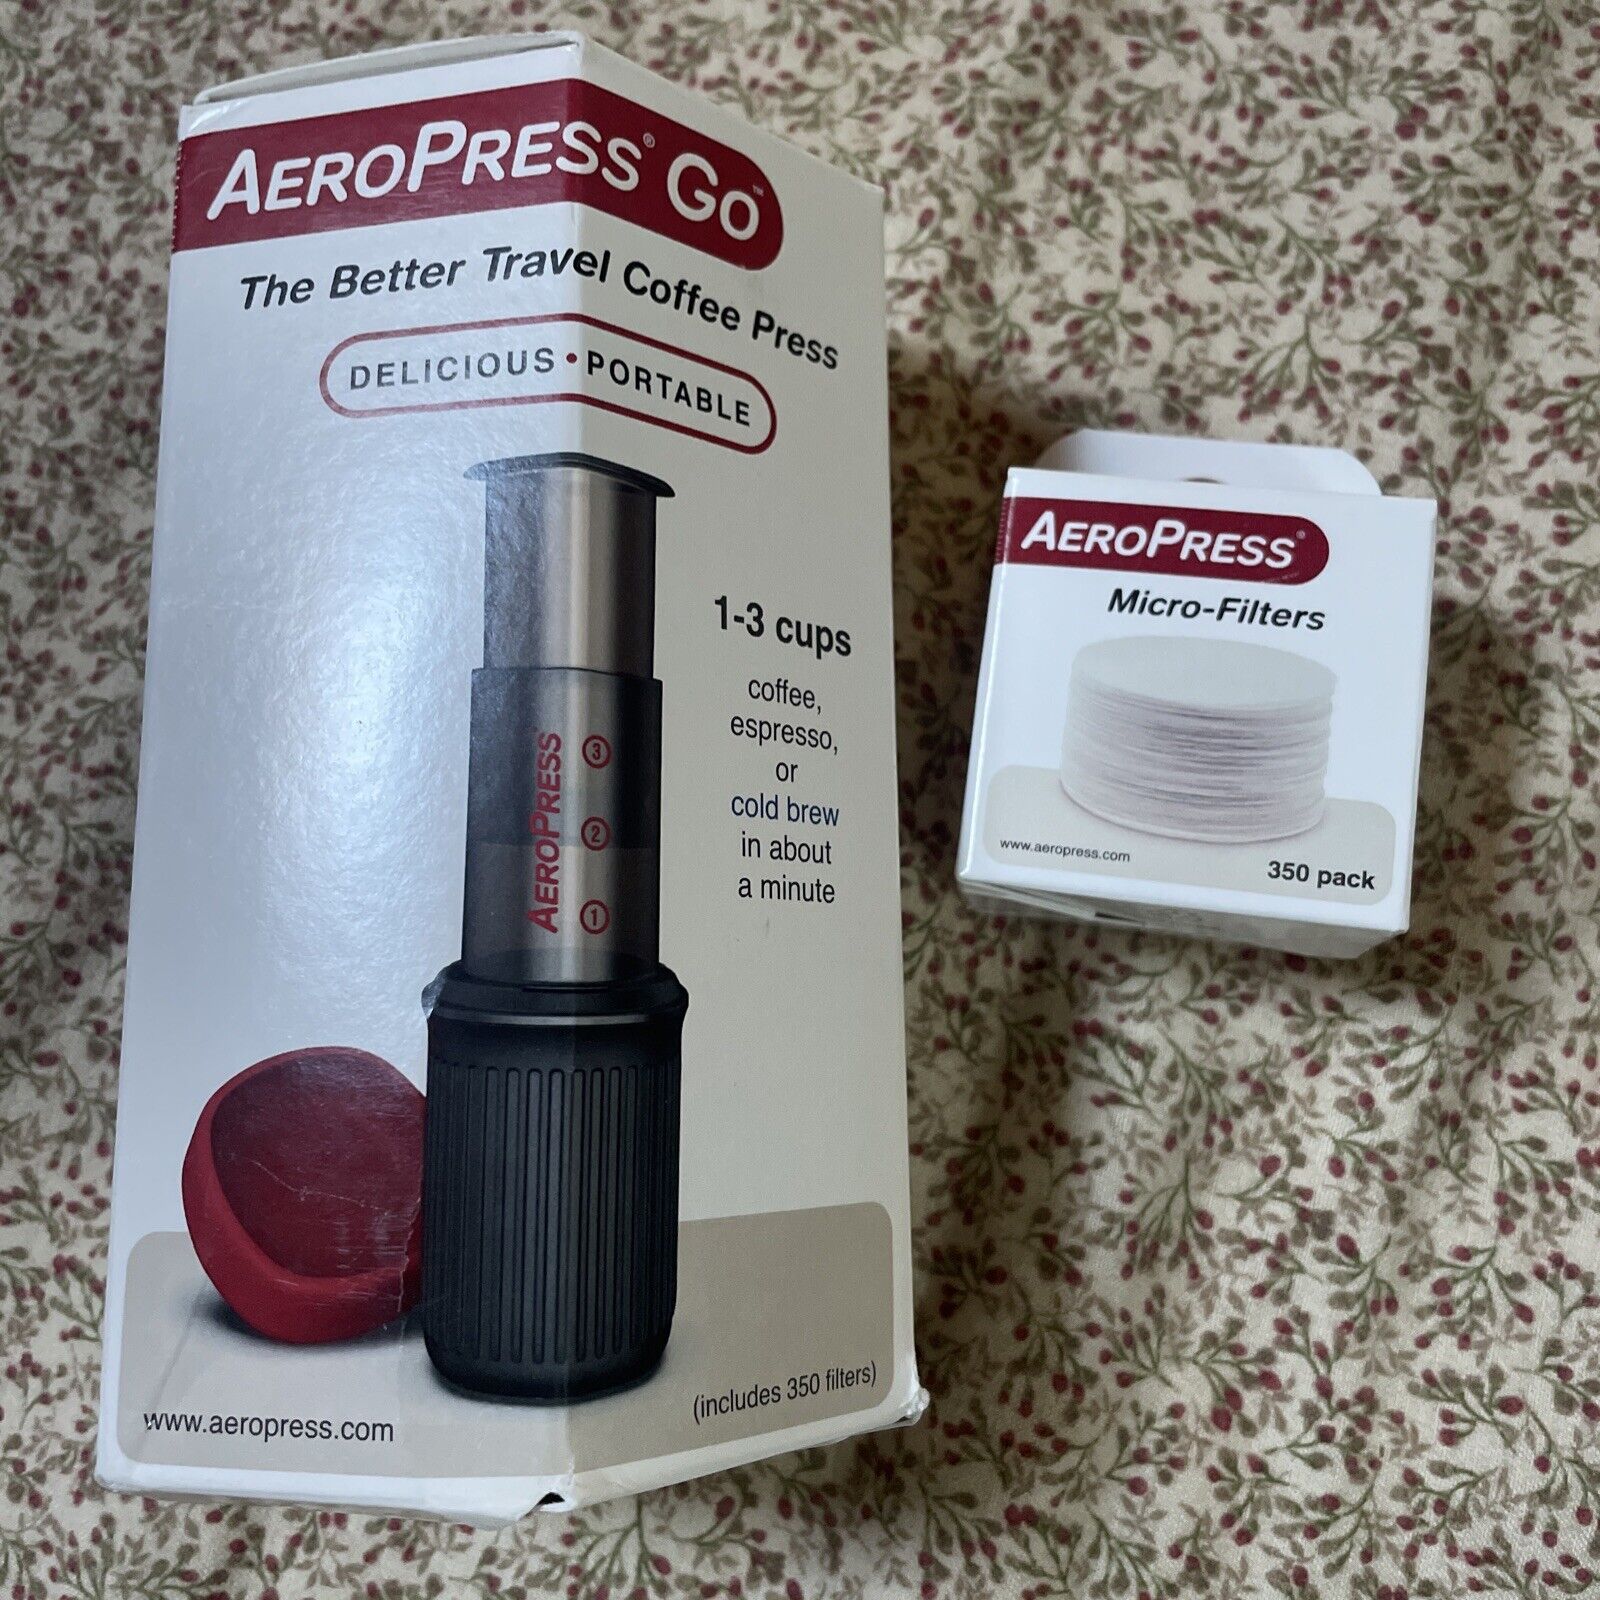 AEROPRESS® GO™
The Better Travel Coffee Press
DELICIOUS • PORTABLE
1-3 cups
coffee,
espresso,
or
cold brew
in about
a minute
AEROPRESS
3
2
1
www.aeropress.com
(includes 350 filters)
AEROPRESS®
Micro-Filters
www.aeropress.com
350 pack